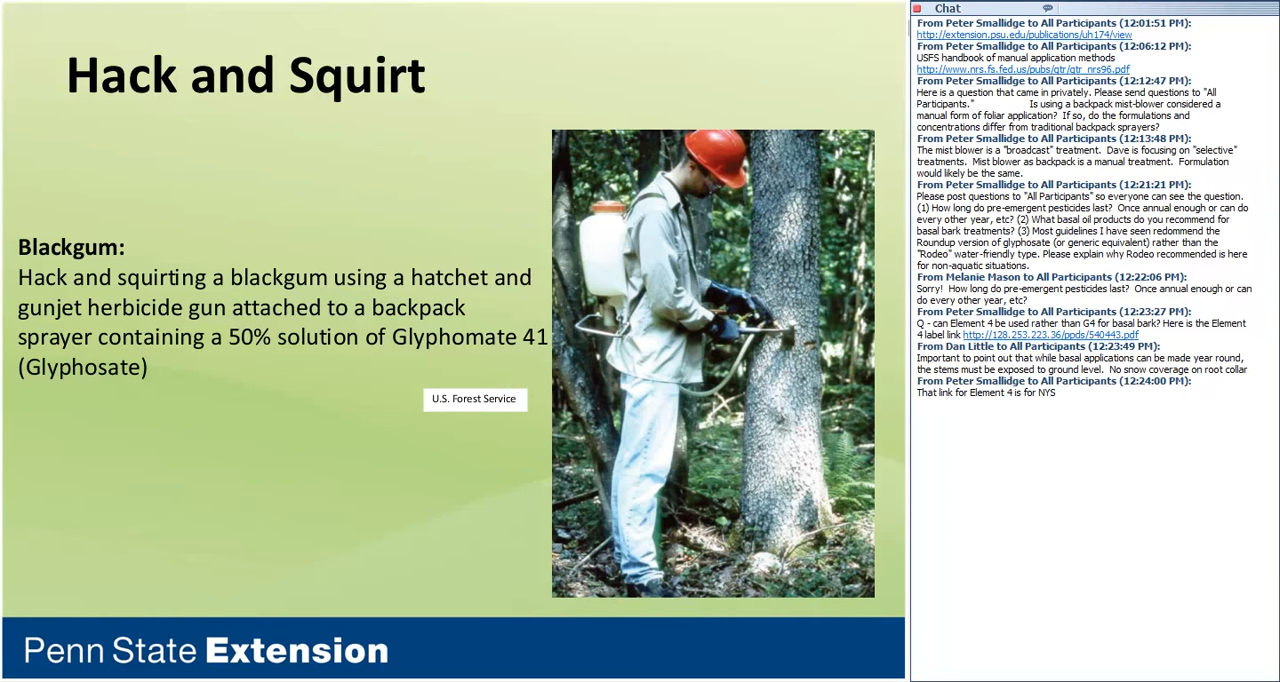 Hack and Squirt
Blackgum:
Hack and squirting a blackgum using a hatchet and
gunjet herbicide gun attached to a backpack
sprayer containing a 50% solution of Glyphomate 41
(Glyphosate)
U.S. Forest Service
Penn State Extension
Chat
From Peter Smallidge to All Participants (12:01:51 PM):
http://extension.psu.edu/publications/uh174/view
From Peter Smallidge to All Participants (12:06:12 PM):
USFS handbook of manual application methods
http://www.nrs.fs.fed.us/pubs/gtr/gtr_nrs96.pdf
From Peter Smallidge to All Participants (12:12:47 PM):
Here is a question that came in privately. Please send questions to "All
Participants." Is using a backpack mist-blower considered a
manual form of foliar application? If so, do the formulations and
concentrations differ from traditional backpack sprayers?
From Peter Smallidge to All Participants (12:13:48 PM):
The mist blower is a "broadcast" treatment. Dave is focusing on "selective"
treatments. Mist blower as backpack is a manual treatment. Formulation
would likely be the same.
From Peter Smallidge to All Participants (12:21:21 PM):
Please post questions to "All Participants" so everyone can see the question.
(1) How long do pre-emergent pesticides last? Once annual enough or can do
every other year, etc? (2) What basal oil products do you recommend for
basal bark treatments? (3) Most guidelines I have seen redommend the
Roundup version of glyphosate (or generic equivalent) rather than the
"Rodeo" water-friendly type. Please explain why Rodeo recommended is here
for non-aquatic situations.
From Melanie Mason to All Participants (12:22:06 PM):
Sorry! How long do pre-emergent pesticides last? Once annual enough or can
do every other year, etc?
From Peter Smallidge to All Participants (12:23:27 PM):
Q - can Element 4 be used rather than G4 for basal bark? Here is the Element
4 label link http://128.253.223.36/ppds/540443.pdf
From Dan Little to All Participants (12:23:49 PM):
Important to point out that while basal applications can be made year round,
the stems must be exposed to ground level. No snow coverage on root collar
From Peter Smallidge to All Participants (12:24:00 PM):
That link for Element 4 is for NYS